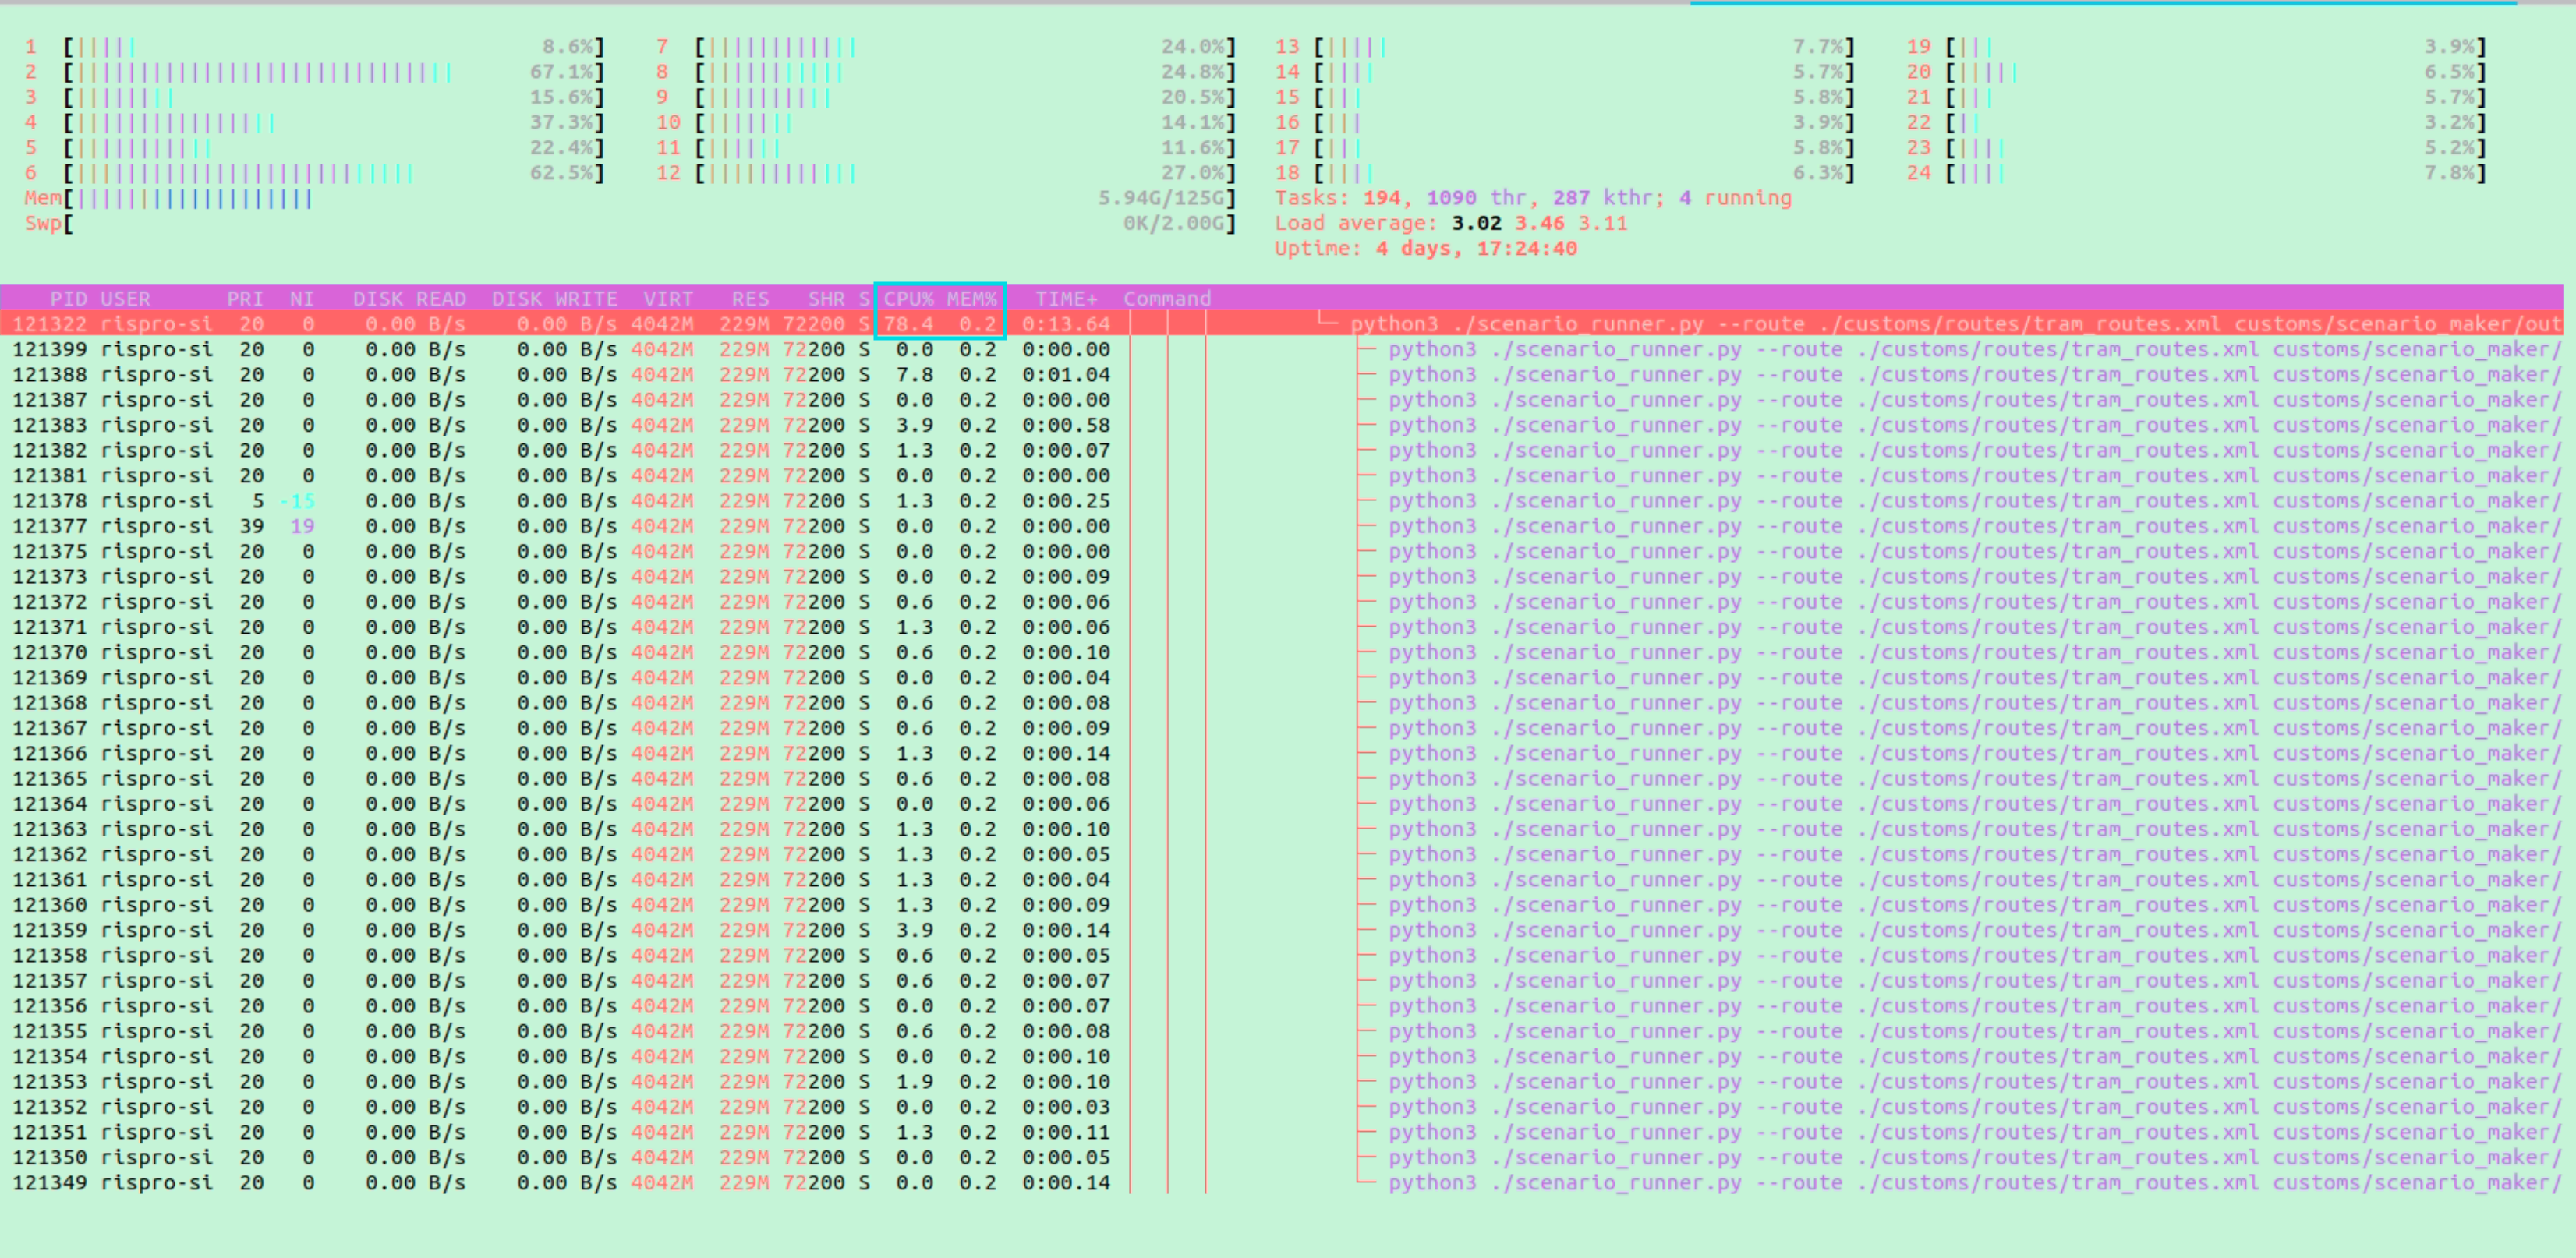 1 [|||||| 8.6%] 7 [|||||||||||| 24.0%] 13 [||||| 7.7%] 19 [||| 3.9%]
2 [|||||||||||||||||||||||||||||| 67.1%] 8 [||||||||||| 24.8%] 14 [|||| 5.7%] 20 [||||| 6.5%]
3 [|||||||| 15.6%] 9 [|||||||||| 20.5%] 15 [||| 5.8%] 21 [||| 5.7%]
4 [|||||||||||||||| 37.3%] 10 [||||||| 14.1%] 16 [||| 3.9%] 22 [|| 3.2%]
5 [||||||||||| 22.4%] 11 [|||||| 11.6%] 17 [||| 5.8%] 23 [|||| 5.2%]
6 [||||||||||||||||||||||||||| 62.5%] 12 [|||||||||||| 27.0%] 18 [|||| 6.3%] 24 [|||| 7.8%]
Mem[||||||||||||||||||| 5.94G/125G] Tasks: 194, 1090 thr, 287 kthr; 4 running
Swp[ 0K/2.00G] Load average: 3.02 3.46 3.11
Uptime: 4 days, 17:24:40
PID USER PRI NI DISK READ DISK WRITE VIRT RES SHR S CPU% MEM% TIME+ Command
121322 rispro-si 20 0 0.00 B/s 0.00 B/s 4042M 229M 72200 S 78.4 0.2 0:13.64 python3 ./scenario_runner.py --route ./customs/routes/tram_routes.xml customs/scenario_maker/out
121399 rispro-si 20 0 0.00 B/s 0.00 B/s 4042M 229M 72200 S 0.0 0.2 0:00.00 python3 ./scenario_runner.py --route ./customs/routes/tram_routes.xml customs/scenario_maker/
121388 rispro-si 20 0 0.00 B/s 0.00 B/s 4042M 229M 72200 S 7.8 0.2 0:01.04 python3 ./scenario_runner.py --route ./customs/routes/tram_routes.xml customs/scenario_maker/
121387 rispro-si 20 0 0.00 B/s 0.00 B/s 4042M 229M 72200 S 0.0 0.2 0:00.00 python3 ./scenario_runner.py --route ./customs/routes/tram_routes.xml customs/scenario_maker/
121383 rispro-si 20 0 0.00 B/s 0.00 B/s 4042M 229M 72200 S 3.9 0.2 0:00.58 python3 ./scenario_runner.py --route ./customs/routes/tram_routes.xml customs/scenario_maker/
121382 rispro-si 20 0 0.00 B/s 0.00 B/s 4042M 229M 72200 S 1.3 0.2 0:00.07 python3 ./scenario_runner.py --route ./customs/routes/tram_routes.xml customs/scenario_maker/
121381 rispro-si 20 0 0.00 B/s 0.00 B/s 4042M 229M 72200 S 0.0 0.2 0:00.00 python3 ./scenario_runner.py --route ./customs/routes/tram_routes.xml customs/scenario_maker/
121378 rispro-si 5 -15 0.00 B/s 0.00 B/s 4042M 229M 72200 S 1.3 0.2 0:00.25 python3 ./scenario_runner.py --route ./customs/routes/tram_routes.xml customs/scenario_maker/
121377 rispro-si 39 19 0.00 B/s 0.00 B/s 4042M 229M 72200 S 0.0 0.2 0:00.00 python3 ./scenario_runner.py --route ./customs/routes/tram_routes.xml customs/scenario_maker/
121375 rispro-si 20 0 0.00 B/s 0.00 B/s 4042M 229M 72200 S 0.0 0.2 0:00.00 python3 ./scenario_runner.py --route ./customs/routes/tram_routes.xml customs/scenario_maker/
121373 rispro-si 20 0 0.00 B/s 0.00 B/s 4042M 229M 72200 S 0.0 0.2 0:00.09 python3 ./scenario_runner.py --route ./customs/routes/tram_routes.xml customs/scenario_maker/
121372 rispro-si 20 0 0.00 B/s 0.00 B/s 4042M 229M 72200 S 0.6 0.2 0:00.06 python3 ./scenario_runner.py --route ./customs/routes/tram_routes.xml customs/scenario_maker/
121371 rispro-si 20 0 0.00 B/s 0.00 B/s 4042M 229M 72200 S 1.3 0.2 0:00.06 python3 ./scenario_runner.py --route ./customs/routes/tram_routes.xml customs/scenario_maker/
121370 rispro-si 20 0 0.00 B/s 0.00 B/s 4042M 229M 72200 S 0.6 0.2 0:00.10 python3 ./scenario_runner.py --route ./customs/routes/tram_routes.xml customs/scenario_maker/
121369 rispro-si 20 0 0.00 B/s 0.00 B/s 4042M 229M 72200 S 0.0 0.2 0:00.04 python3 ./scenario_runner.py --route ./customs/routes/tram_routes.xml customs/scenario_maker/
121368 rispro-si 20 0 0.00 B/s 0.00 B/s 4042M 229M 72200 S 0.6 0.2 0:00.08 python3 ./scenario_runner.py --route ./customs/routes/tram_routes.xml customs/scenario_maker/
121367 rispro-si 20 0 0.00 B/s 0.00 B/s 4042M 229M 72200 S 0.6 0.2 0:00.09 python3 ./scenario_runner.py --route ./customs/routes/tram_routes.xml customs/scenario_maker/
121366 rispro-si 20 0 0.00 B/s 0.00 B/s 4042M 229M 72200 S 1.3 0.2 0:00.14 python3 ./scenario_runner.py --route ./customs/routes/tram_routes.xml customs/scenario_maker/
121365 rispro-si 20 0 0.00 B/s 0.00 B/s 4042M 229M 72200 S 0.6 0.2 0:00.08 python3 ./scenario_runner.py --route ./customs/routes/tram_routes.xml customs/scenario_maker/
121364 rispro-si 20 0 0.00 B/s 0.00 B/s 4042M 229M 72200 S 0.0 0.2 0:00.06 python3 ./scenario_runner.py --route ./customs/routes/tram_routes.xml customs/scenario_maker/
121363 rispro-si 20 0 0.00 B/s 0.00 B/s 4042M 229M 72200 S 1.3 0.2 0:00.10 python3 ./scenario_runner.py --route ./customs/routes/tram_routes.xml customs/scenario_maker/
121362 rispro-si 20 0 0.00 B/s 0.00 B/s 4042M 229M 72200 S 1.3 0.2 0:00.05 python3 ./scenario_runner.py --route ./customs/routes/tram_routes.xml customs/scenario_maker/
121361 rispro-si 20 0 0.00 B/s 0.00 B/s 4042M 229M 72200 S 1.3 0.2 0:00.04 python3 ./scenario_runner.py --route ./customs/routes/tram_routes.xml customs/scenario_maker/
121360 rispro-si 20 0 0.00 B/s 0.00 B/s 4042M 229M 72200 S 1.3 0.2 0:00.09 python3 ./scenario_runner.py --route ./customs/routes/tram_routes.xml customs/scenario_maker/
121359 rispro-si 20 0 0.00 B/s 0.00 B/s 4042M 229M 72200 S 3.9 0.2 0:00.14 python3 ./scenario_runner.py --route ./customs/routes/tram_routes.xml customs/scenario_maker/
121358 rispro-si 20 0 0.00 B/s 0.00 B/s 4042M 229M 72200 S 0.6 0.2 0:00.05 python3 ./scenario_runner.py --route ./customs/routes/tram_routes.xml customs/scenario_maker/
121357 rispro-si 20 0 0.00 B/s 0.00 B/s 4042M 229M 72200 S 0.6 0.2 0:00.07 python3 ./scenario_runner.py --route ./customs/routes/tram_routes.xml customs/scenario_maker/
121356 rispro-si 20 0 0.00 B/s 0.00 B/s 4042M 229M 72200 S 0.0 0.2 0:00.07 python3 ./scenario_runner.py --route ./customs/routes/tram_routes.xml customs/scenario_maker/
121355 rispro-si 20 0 0.00 B/s 0.00 B/s 4042M 229M 72200 S 0.6 0.2 0:00.08 python3 ./scenario_runner.py --route ./customs/routes/tram_routes.xml customs/scenario_maker/
121354 rispro-si 20 0 0.00 B/s 0.00 B/s 4042M 229M 72200 S 0.0 0.2 0:00.10 python3 ./scenario_runner.py --route ./customs/routes/tram_routes.xml customs/scenario_maker/
121353 rispro-si 20 0 0.00 B/s 0.00 B/s 4042M 229M 72200 S 1.9 0.2 0:00.10 python3 ./scenario_runner.py --route ./customs/routes/tram_routes.xml customs/scenario_maker/
121352 rispro-si 20 0 0.00 B/s 0.00 B/s 4042M 229M 72200 S 0.0 0.2 0:00.03 python3 ./scenario_runner.py --route ./customs/routes/tram_routes.xml customs/scenario_maker/
121351 rispro-si 20 0 0.00 B/s 0.00 B/s 4042M 229M 72200 S 1.3 0.2 0:00.11 python3 ./scenario_runner.py --route ./customs/routes/tram_routes.xml customs/scenario_maker/
121350 rispro-si 20 0 0.00 B/s 0.00 B/s 4042M 229M 72200 S 0.0 0.2 0:00.05 python3 ./scenario_runner.py --route ./customs/routes/tram_routes.xml customs/scenario_maker/
121349 rispro-si 20 0 0.00 B/s 0.00 B/s 4042M 229M 72200 S 0.0 0.2 0:00.14 python3 ./scenario_runner.py --route ./customs/routes/tram_routes.xml customs/scenario_maker/